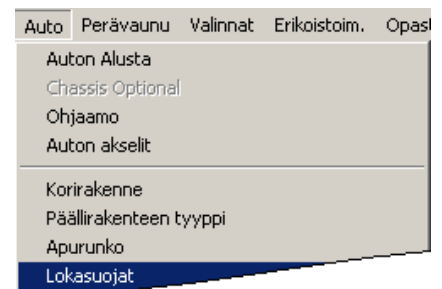 Auto Perävaunu Valinnat Erikoistoim.
Auton Alusta
Chassis Optional
Ohjaamo
Auton akselit
Korirakenne
Päällirakenteen tyyppi
Apurunko
Lokasuojat